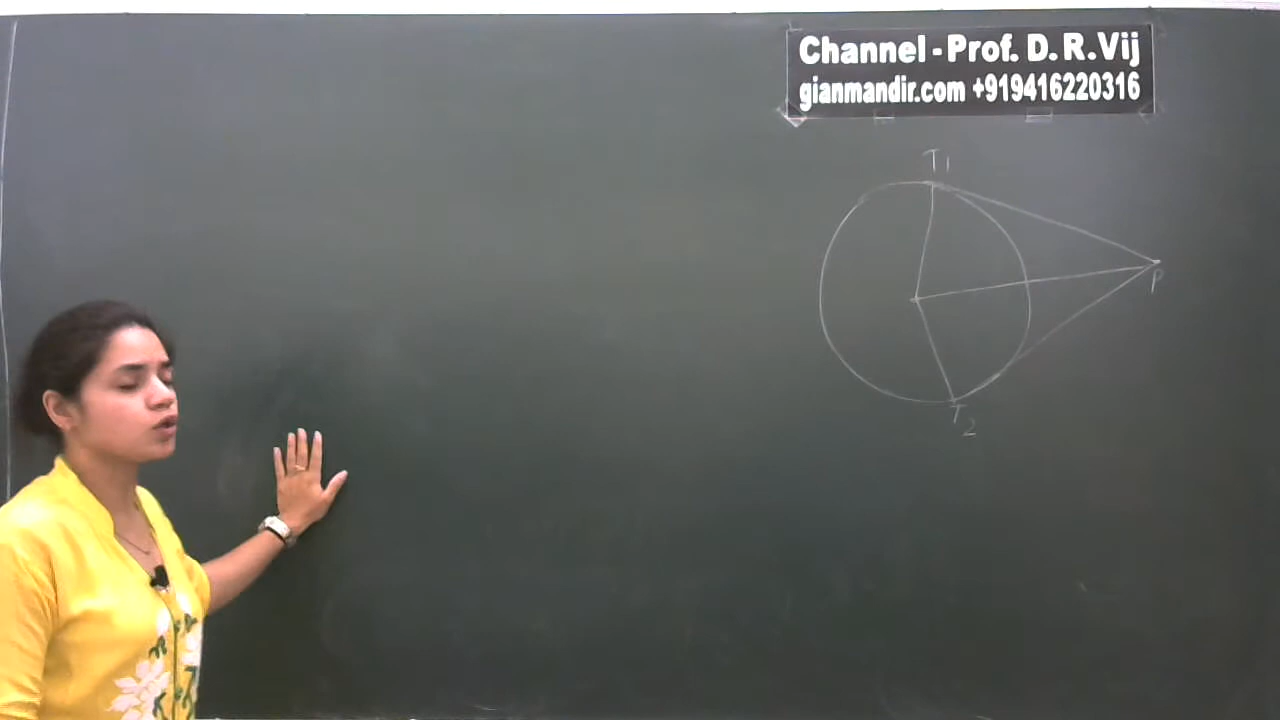 Channel - Prof. D. R. Vij
gianmandir.com +919416220316
T1
P
T2